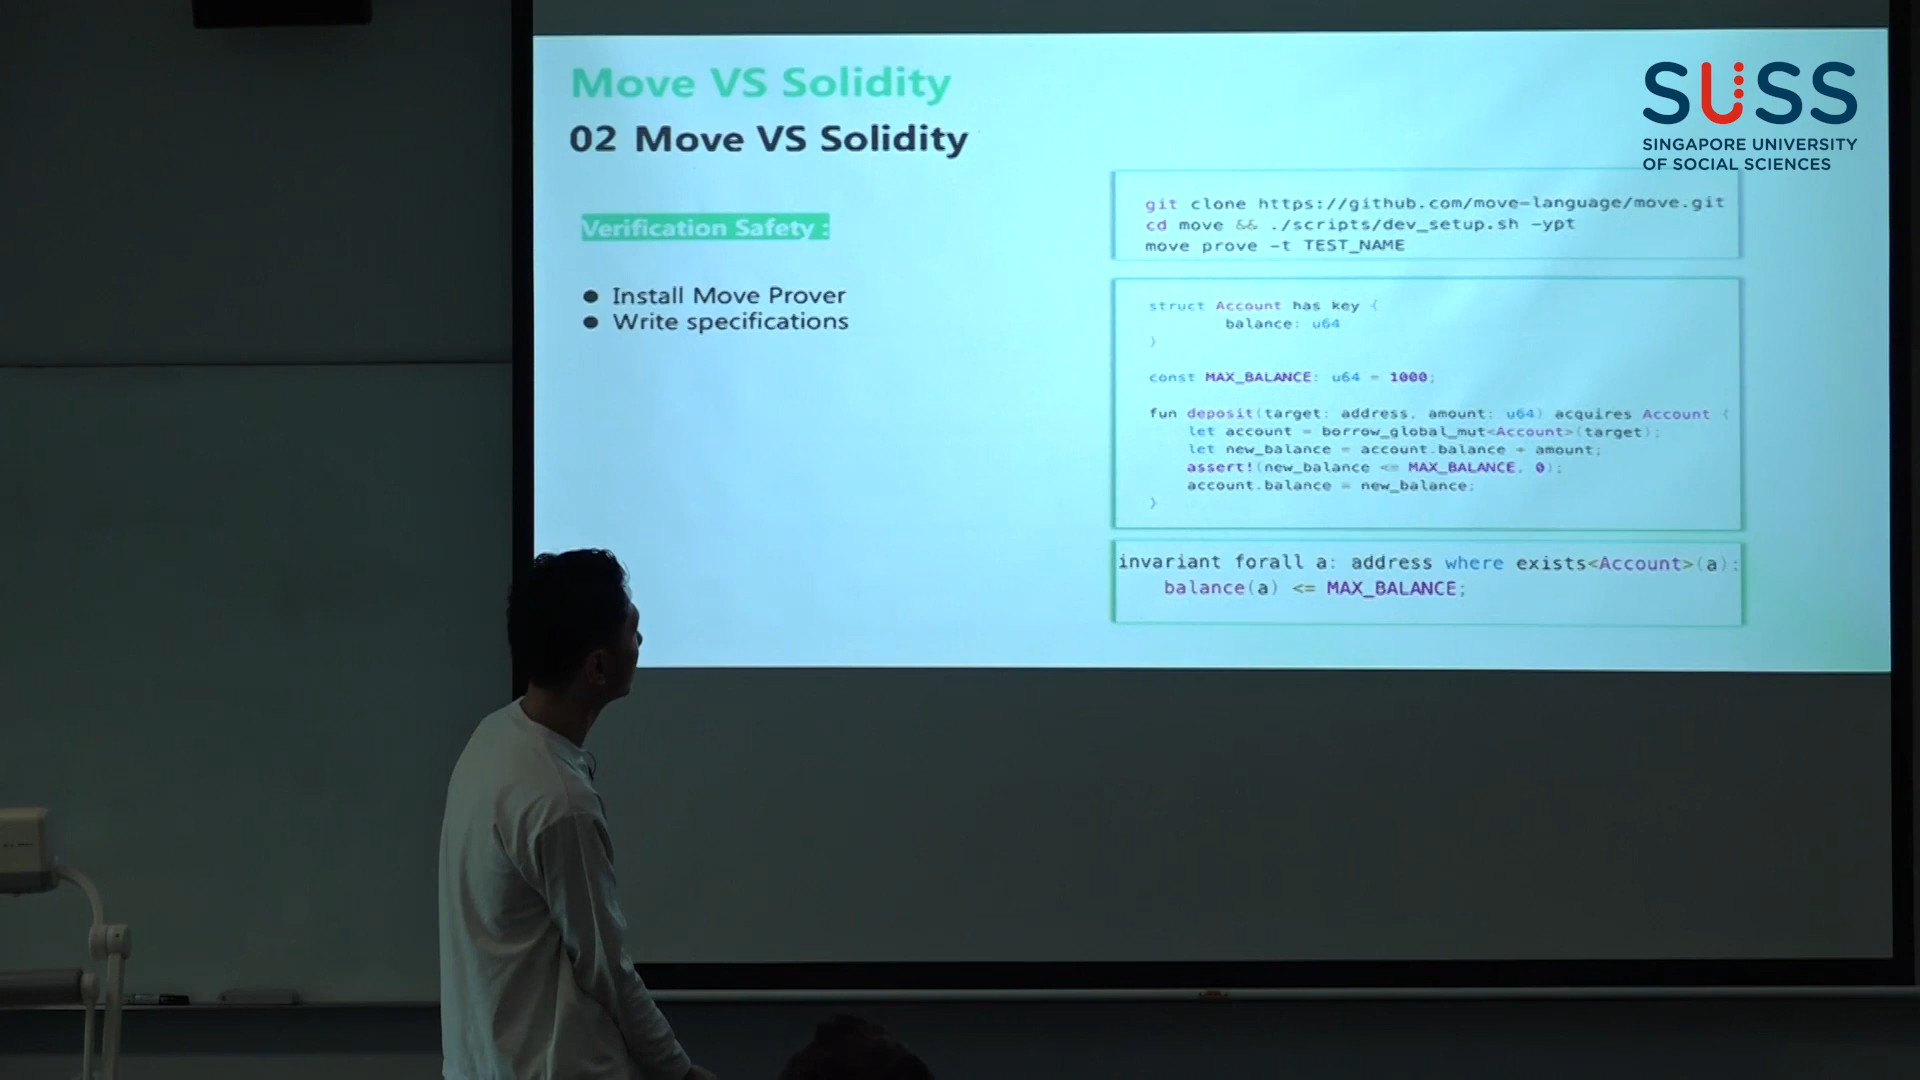 Move VS Solidity
02 Move VS Solidity
SUSS
SINGAPORE UNIVERSITY
OF SOCIAL SCIENCES
Verification Safety :
● Install Move Prover
● Write specifications
git clone https://github.com/move-language/move.git
cd move && ./scripts/dev_setup.sh -ypt
move prove -t TEST_NAME
struct Account has key {
balance: u64
}
const MAX_BALANCE: u64 = 1000;
fun deposit(target: address, amount: u64) acquires Account {
let account = borrow_global_mut<Account>(target);
let new_balance = account.balance + amount;
assert!(new_balance <= MAX_BALANCE, 0);
account.balance = new_balance;
}
invariant forall a: address where exists<Account>(a):
balance(a) <= MAX_BALANCE;